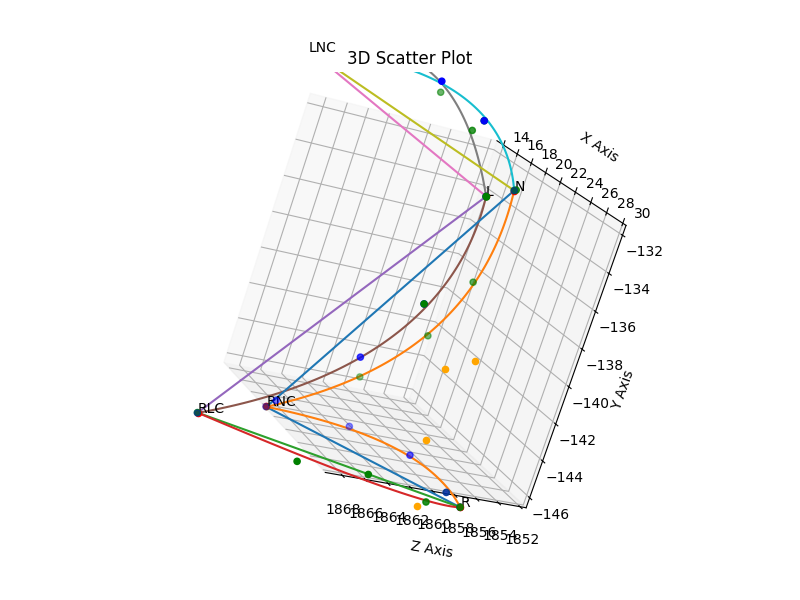 LNC
3D Scatter Plot
14
16
18
20
22
24
26
28
30
X Axis
L
N
−132
−134
−136
−138
−140
−142
−144
−146
Y Axis
RLC
RNC
R
1868
1866
1864
1862
1860
1858
1856
1854
1852
Z Axis